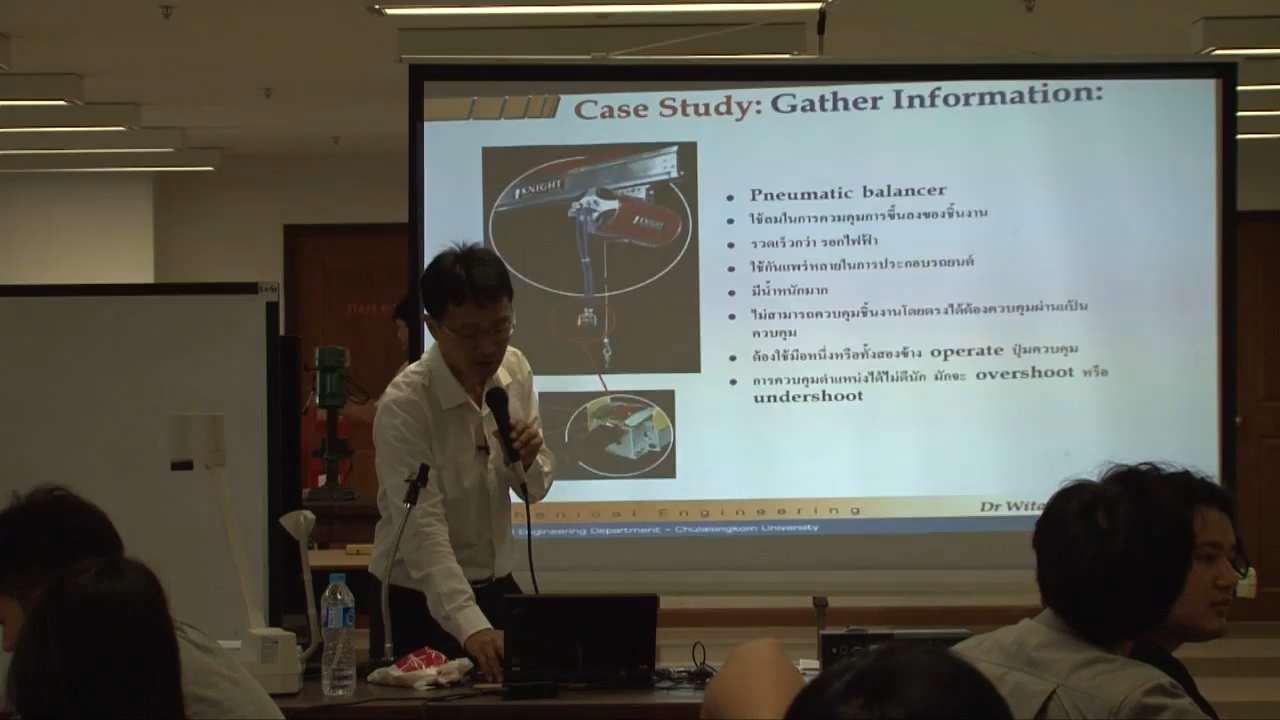 Case Study: Gather Information:
KNIGHT
KNIGHT
• Pneumatic balancer
• ใช้ลมในการควมคุมการขึ้นลงของชิ้นงาน
• รวดเร็วกว่า รอกไฟฟ้า
• ใช้กันแพร่หลายในการประกอบรถยนต์
• มีน้ำหนักมาก
• ไม่สามารถควบคุมชิ้นงานโดยตรงได้ต้องควบคุมผ่านแป้น
ควบคุม
• ต้องใช้มือหนึ่งหรือทั้งสองข้าง operate ปุ่มควบคุม
• การควบคุมตำแหน่งได้ไม่ดีนัก มักจะ overshoot หรือ
undershoot
Engineering
Dr Wita
Engineering Department – Chulalongkorn University